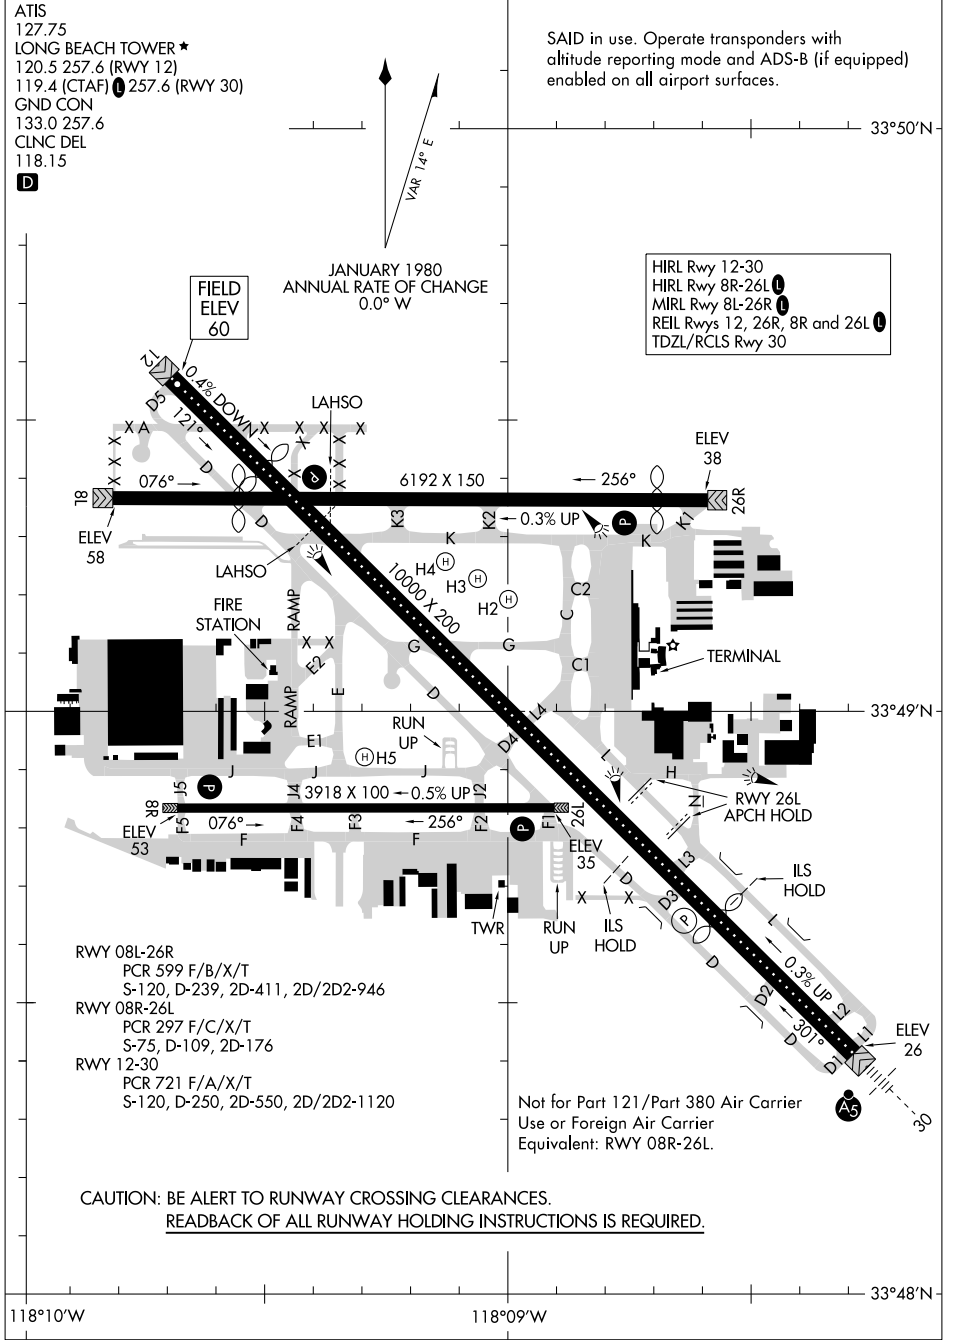 ATIS
127.75
LONG BEACH TOWER ★
120.5 257.6 (RWY 12)
119.4 (CTAF) L 257.6 (RWY 30)
GND CON
133.0 257.6
CLNC DEL
118.15
D
SAID in use. Operate transponders with
altitude reporting mode and ADS-B (if equipped)
enabled on all airport surfaces.
33°50'N
VAR 14° E
JANUARY 1980
ANNUAL RATE OF CHANGE
0.0° W
HIRL Rwy 12-30
HIRL Rwy 8R-26L L
MIRL Rwy 8L-26R L
REIL Rwys 12, 26R, 8R and 26L L
TDZL/RCLS Rwy 30
FIELD
ELEV
60
12
0.4% DOWN
D5
121°
LAHSO
X A
X
X
X
X
X
X
X
X
X
X
X
X
D
P
ELEV
38
8L
076°
6192 X 150
256°
26R
ELEV
58
D
K3
K2
0.3% UP
P
K1
K
K
LAHSO
H4 H
H3 H
H2 H
10000 X 200
C2
C
C1
FIRE
STATION
RAMP
X X
E2
E
G
G
TERMINAL
D
RAMP
L4
33°49'N
E1
H H5
RUN
UP
D4
L
H
J
J
J
N
J5
P
J4
J2
3918 X 100
0.5% UP
RWY 26L
APCH HOLD
8R
26L
ELEV
53
F5
076°
F4
F3
256°
F2
P
F1
F
F
ELEV
35
L3
ILS
HOLD
D
X
X
D3
P
I
L
TWR
RUN
UP
ILS
HOLD
D
0.3% UP
D2
301°
L2
L1
D
D1
ELEV
26
RWY 08L-26R
PCR 599 F/B/X/T
S-120, D-239, 2D-411, 2D/2D2-946
RWY 08R-26L
PCR 297 F/C/X/T
S-75, D-109, 2D-176
RWY 12-30
PCR 721 F/A/X/T
S-120, D-250, 2D-550, 2D/2D2-1120
A5
30
Not for Part 121/Part 380 Air Carrier
Use or Foreign Air Carrier
Equivalent: RWY 08R-26L.
CAUTION: BE ALERT TO RUNWAY CROSSING CLEARANCES.
READBACK OF ALL RUNWAY HOLDING INSTRUCTIONS IS REQUIRED.
33°48'N
118°10'W
118°09'W